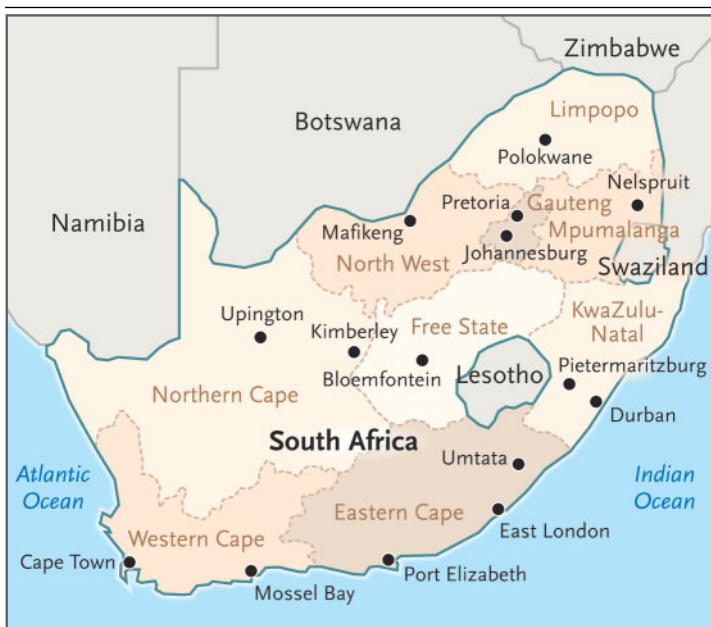 Zimbabwe
Limpopo
Botswana
Polokwane
Nelspruit
Pretoria
Gauteng
Namibia
Mafikeng
Mpumalanga
Johannesburg
North West
Swaziland
KwaZulu-
Natal
Upington
Kimberley
Free State
Bloemfontein
Lesotho
Pietermaritzburg
Northern Cape
Durban
South Africa
Umtata
Atlantic
Ocean
Indian
Ocean
Eastern Cape
East London
Western Cape
Cape Town
Port Elizabeth
Mossel Bay